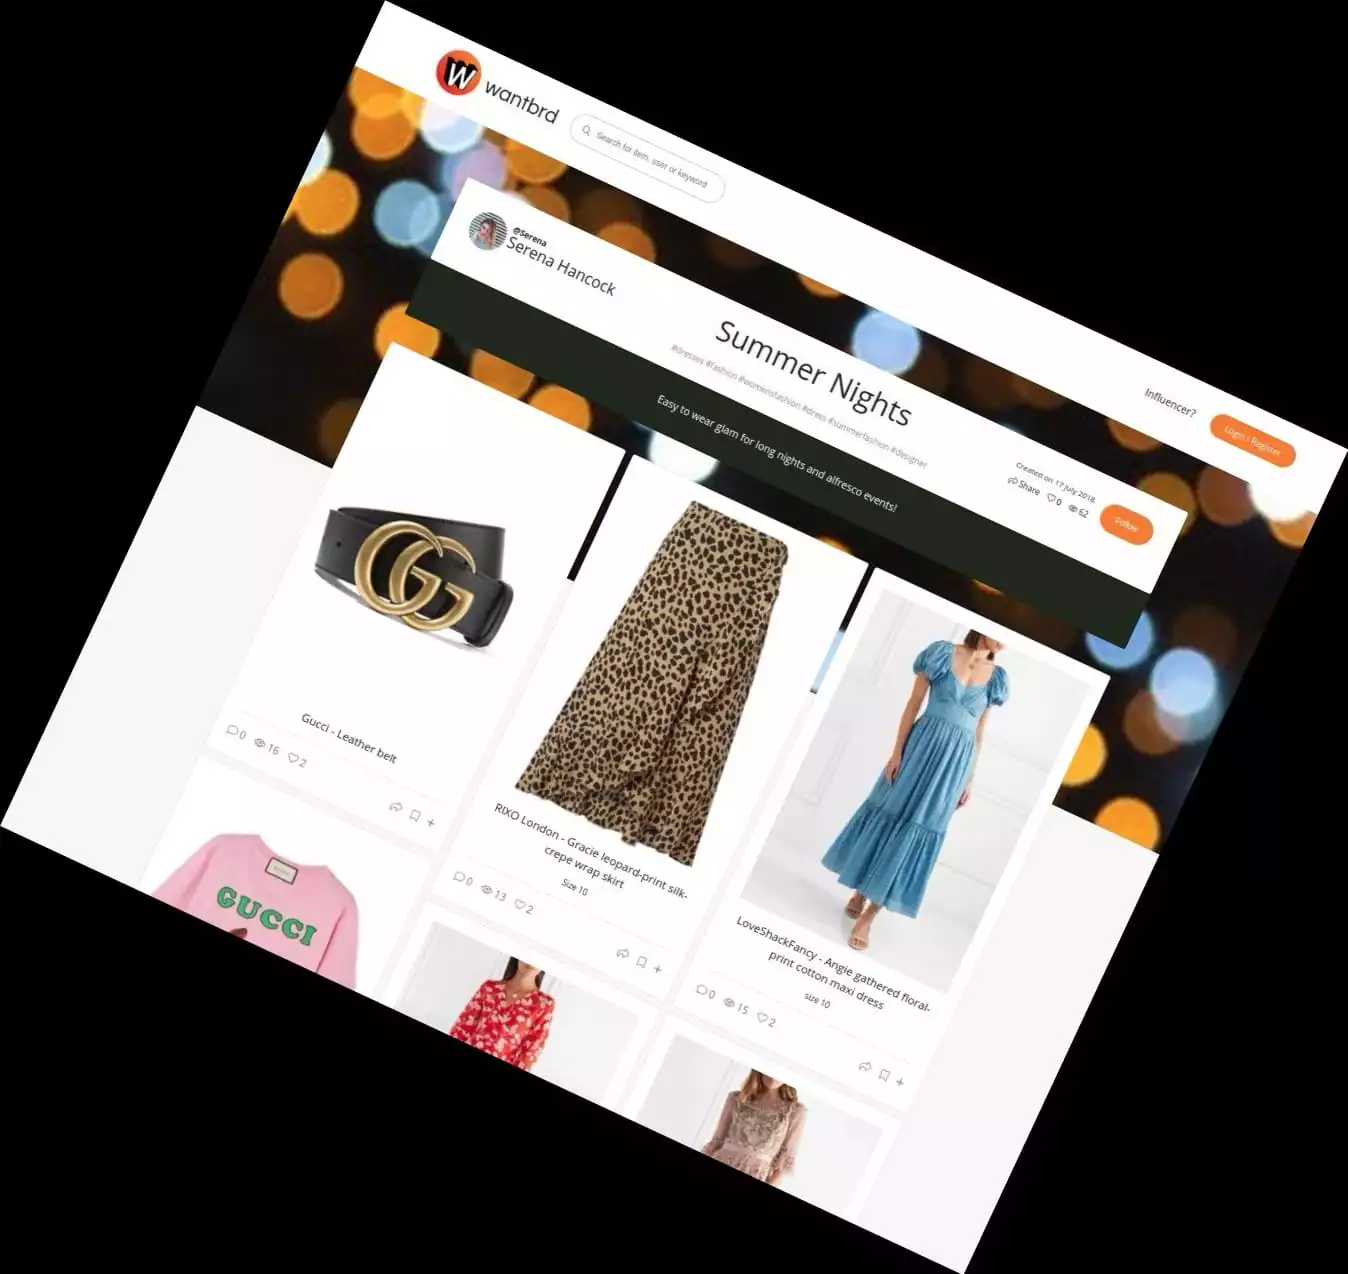 W wantbrd
Search for item, user or keyword
Influencer?
Login / Register
@Serena
Serena Hancock
Summer Nights
#dresses #fashion #womensfashion #dress #summerfashion #designer
Created on 17 July 2018
Share 0 62
Follow
Easy to wear glam for long nights and alfresco events!
Gucci - Leather belt
0 16 2
RIXO London - Gracie leopard-print silk-
crepe wrap skirt
Size 10
0 13 2
LoveShackFancy - Angie gathered floral-
print cotton maxi dress
size 10
0 15 2
GUCCI